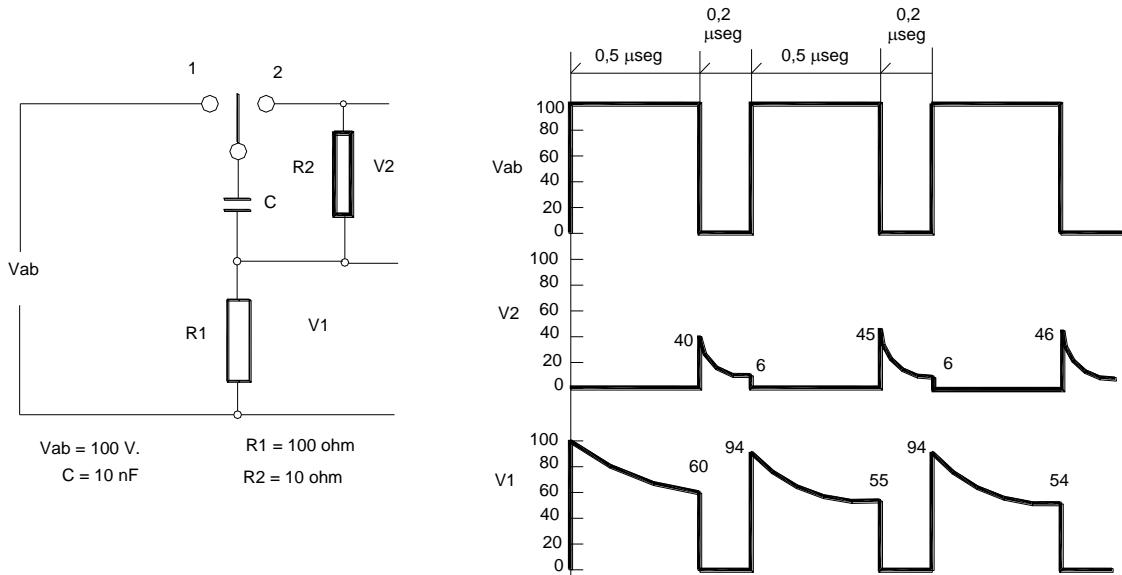 1
2
R2
V2
C
Vab
R1
V1
Vab = 100 V.
R1 = 100 ohm
C = 10 nF
R2 = 10 ohm
0,2
µseg
0,2
µseg
0,5 µseg
0,5 µseg
100
80
60
40
20
0
Vab
100
80
60
40
20
0
V2
40
6
45
6
46
100
80
60
40
20
0
V1
60
94
55
94
54